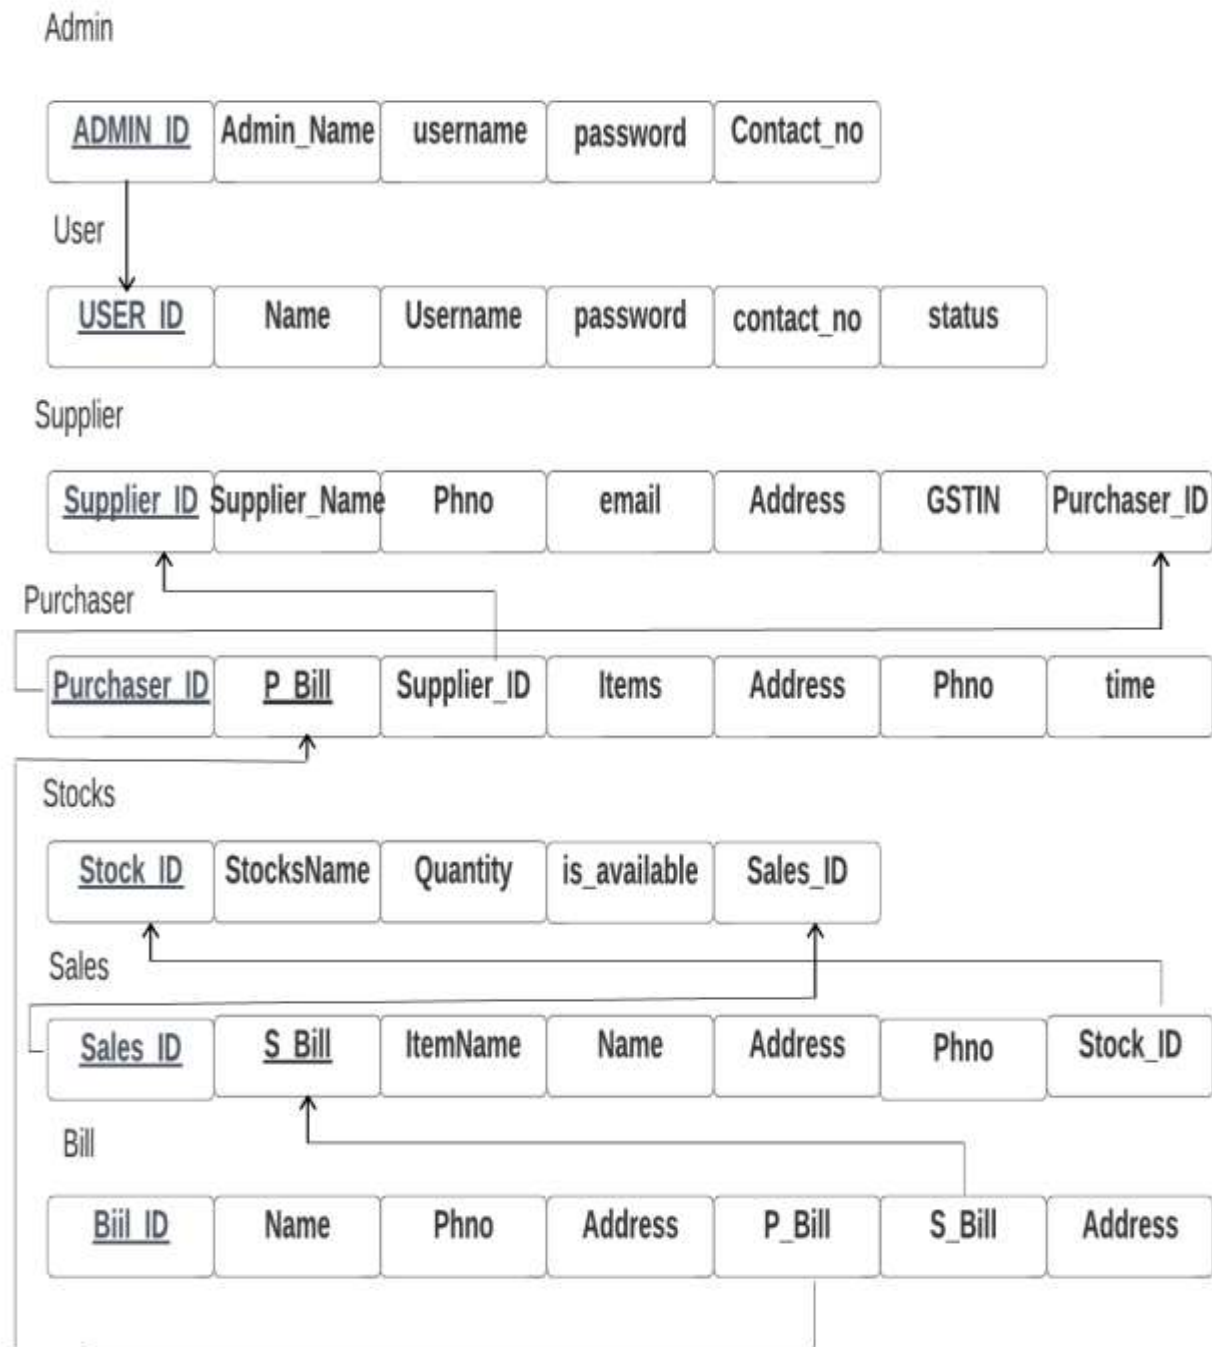 Admin
ADMIN_ID Admin_Name username password Contact_no
User
USER_ID Name Username password contact_no status
Supplier
Supplier_ID Supplier_Name Phno email Address GSTIN Purchaser_ID
Purchaser
Purchaser_ID P_Bill Supplier_ID Items Address Phno time
Stocks
Stock_ID StocksName Quantity is_available Sales_ID
Sales
Sales_ID S_Bill ItemName Name Address Phno Stock_ID
Bill
Biil_ID Name Phno Address P_Bill S_Bill Address